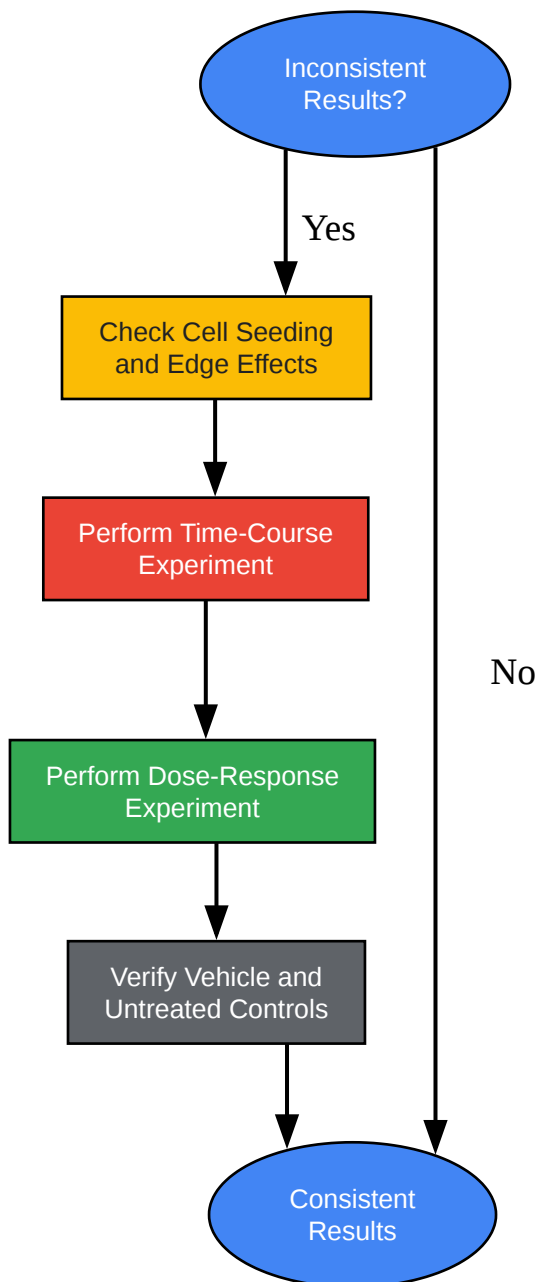 Inconsistent
Results?
Yes
Check Cell Seeding
and Edge Effects
Perform Time-Course
Experiment
No
Perform Dose-Response
Experiment
Verify Vehicle and
Untreated Controls
Consistent
Results